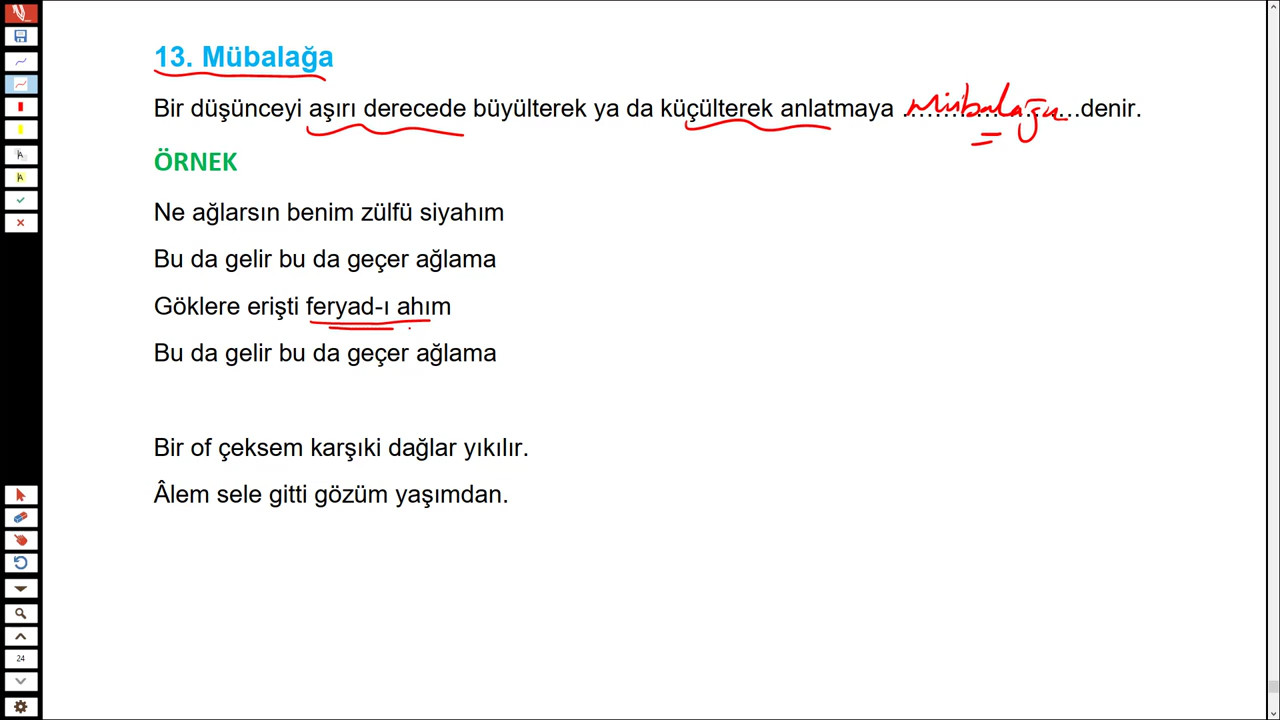 13. Mübalağa
Bir düşünceyi aşırı derecede büyülterek ya da küçülterek anlatmaya ..Mübalağa...denir.
ÖRNEK
Ne ağlarsın benim zülfü siyahım
Bu da gelir bu da geçer ağlama
Göklere erişti feryad-ı ahım
Bu da gelir bu da geçer ağlama
Bir of çeksem karşıki dağlar yıkılır.
Âlem sele gitti gözüm yaşımdan.
A
A
24